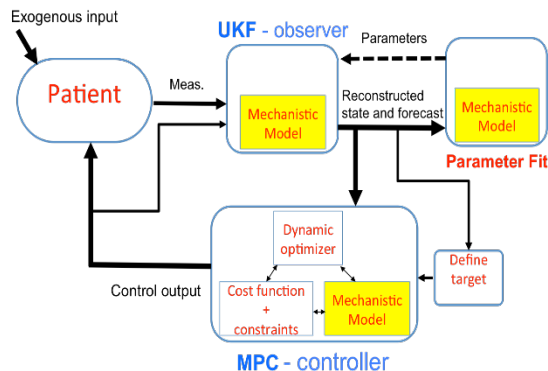 Exogenous input
UKF - observer
Parameters
Patient
Meas.
Mechanistic
Model
Reconstructed
state and forecast
Mechanistic
Model
Parameter Fit
Dynamic
optimizer
Define
target
Control output
Cost function
+
constraints
Mechanistic
Model
MPC - controller